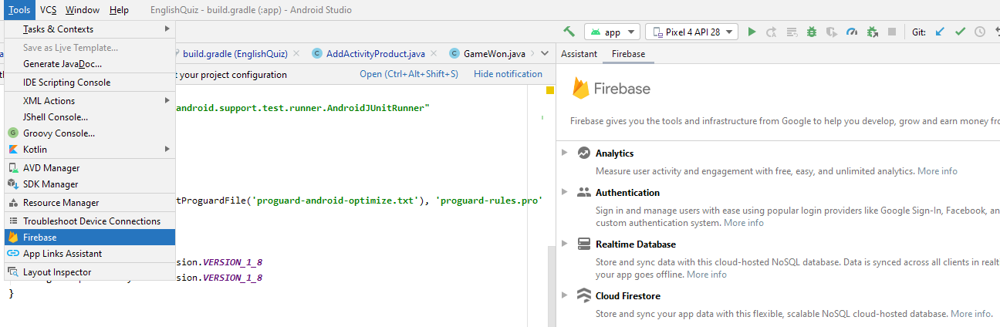 Tools VCS Window Help EnglishQuiz - build.gradle (:app) - Android Studio
Tasks & Contexts
Save as Live Template...
Generate JavaDoc...
IDE Scripting Console
XML Actions
JShell Console...
Groovy Console...
Kotlin
AVD Manager
SDK Manager
Resource Manager
Troubleshoot Device Connections
Firebase
App Links Assistant
Layout Inspector
app Pixel 4 API 28 Git:
build.gradle (EnglishQuiz) AddActivityProduct.java GameWon.java
t your project configuration Open (Ctrl+Alt+Shift+S) Hide notification
android.support.test.runner.AndroidJUnitRunner"
tProguardFile('proguard-android-optimize.txt'), 'proguard-rules.pro'
sion.VERSION_1_8
sion.VERSION_1_8
}
Assistant Firebase
Firebase
Firebase gives you the tools and infrastructure from Google to help you develop, grow and earn money fro
Analytics
Measure user activity and engagement with free, easy, and unlimited analytics. More info
Authentication
Sign in and manage users with ease using popular login providers like Google Sign-In, Facebook, an
custom authentication system. More info
Realtime Database
Store and sync data with this cloud-hosted NoSQL database. Data is synced across all clients in realt
your app goes offline. More info
Cloud Firestore
Store and sync your app data with this flexible, scalable NoSQL cloud-hosted database. More info.